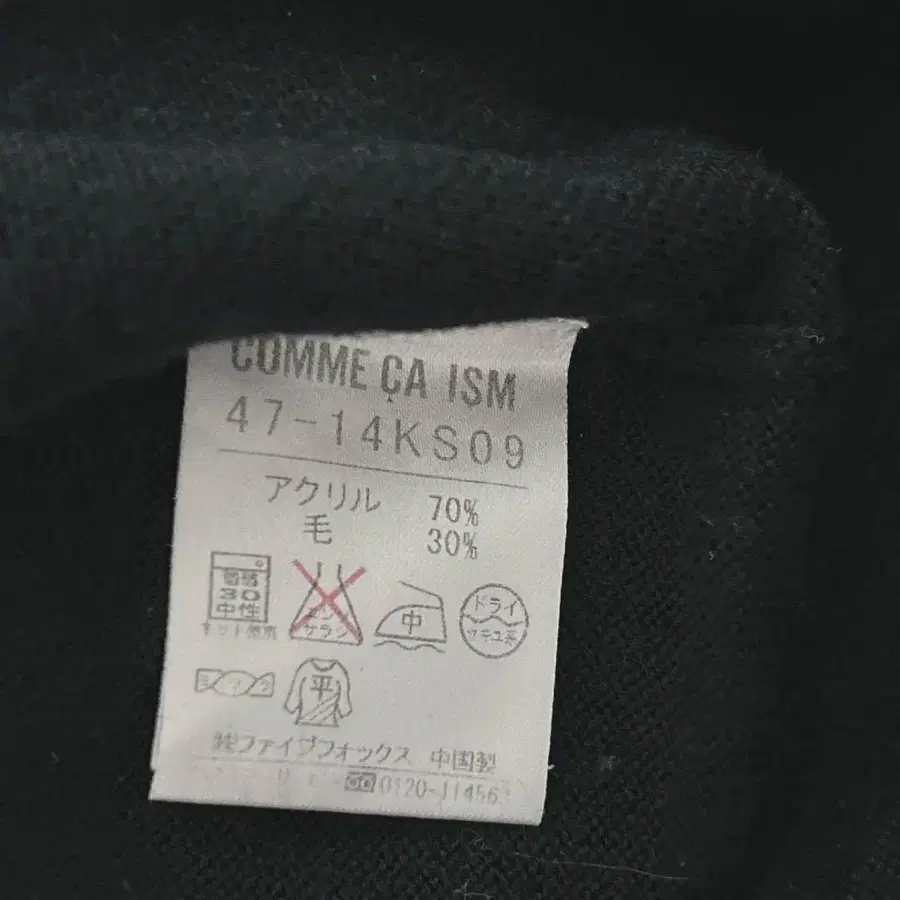 COMME ÇA ISM
47-14KS09
アクリル 70%
毛 30%
弱
30
中性
ネット使用
エンソ
サラシ
中
ドライ
セキユ系
平
㈱ファイブフォックス 中国製